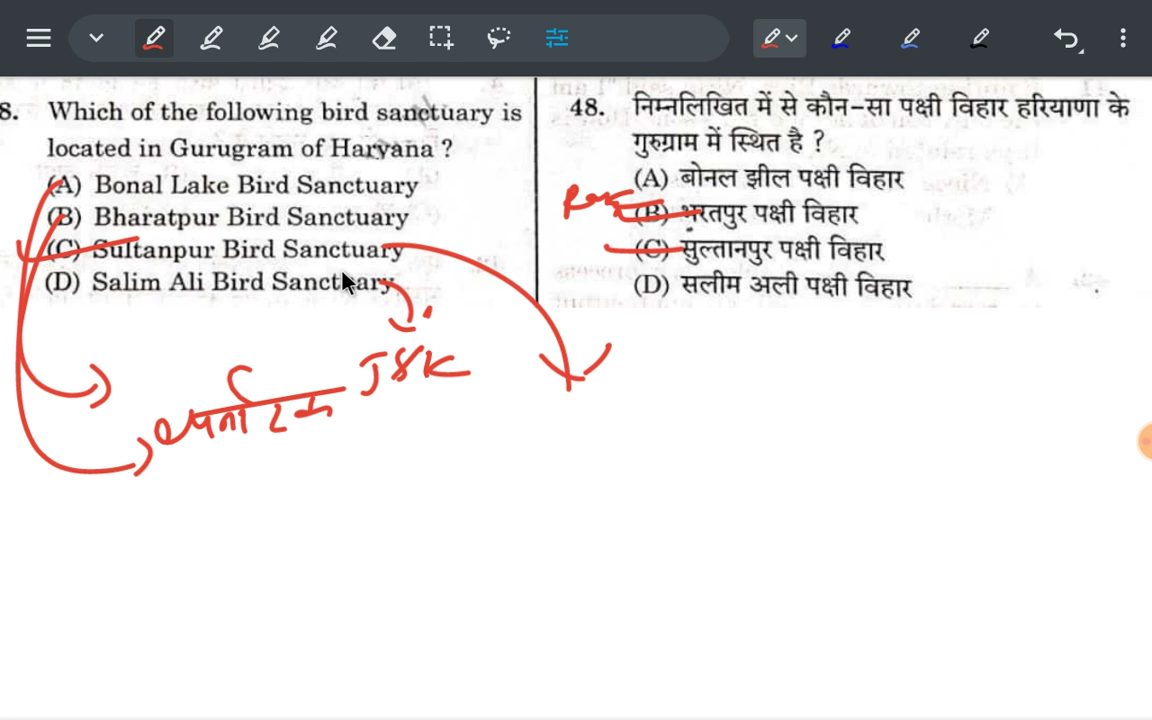 8. Which of the following bird sanctuary is
located in Gurugram of Haryana ?
(A) Bonal Lake Bird Sanctuary
(B) Bharatpur Bird Sanctuary
(C) Sultanpur Bird Sanctuary
(D) Salim Ali Bird Sanctuary
48. निम्नलिखित में से कौन-सा पक्षी विहार हरियाणा के
गुरुग्राम में स्थित है ?
(A) बोनल झील पक्षी विहार
(B) भरतपुर पक्षी विहार
(C) सुल्तानपुर पक्षी विहार
(D) सलीम अली पक्षी विहार
J&K